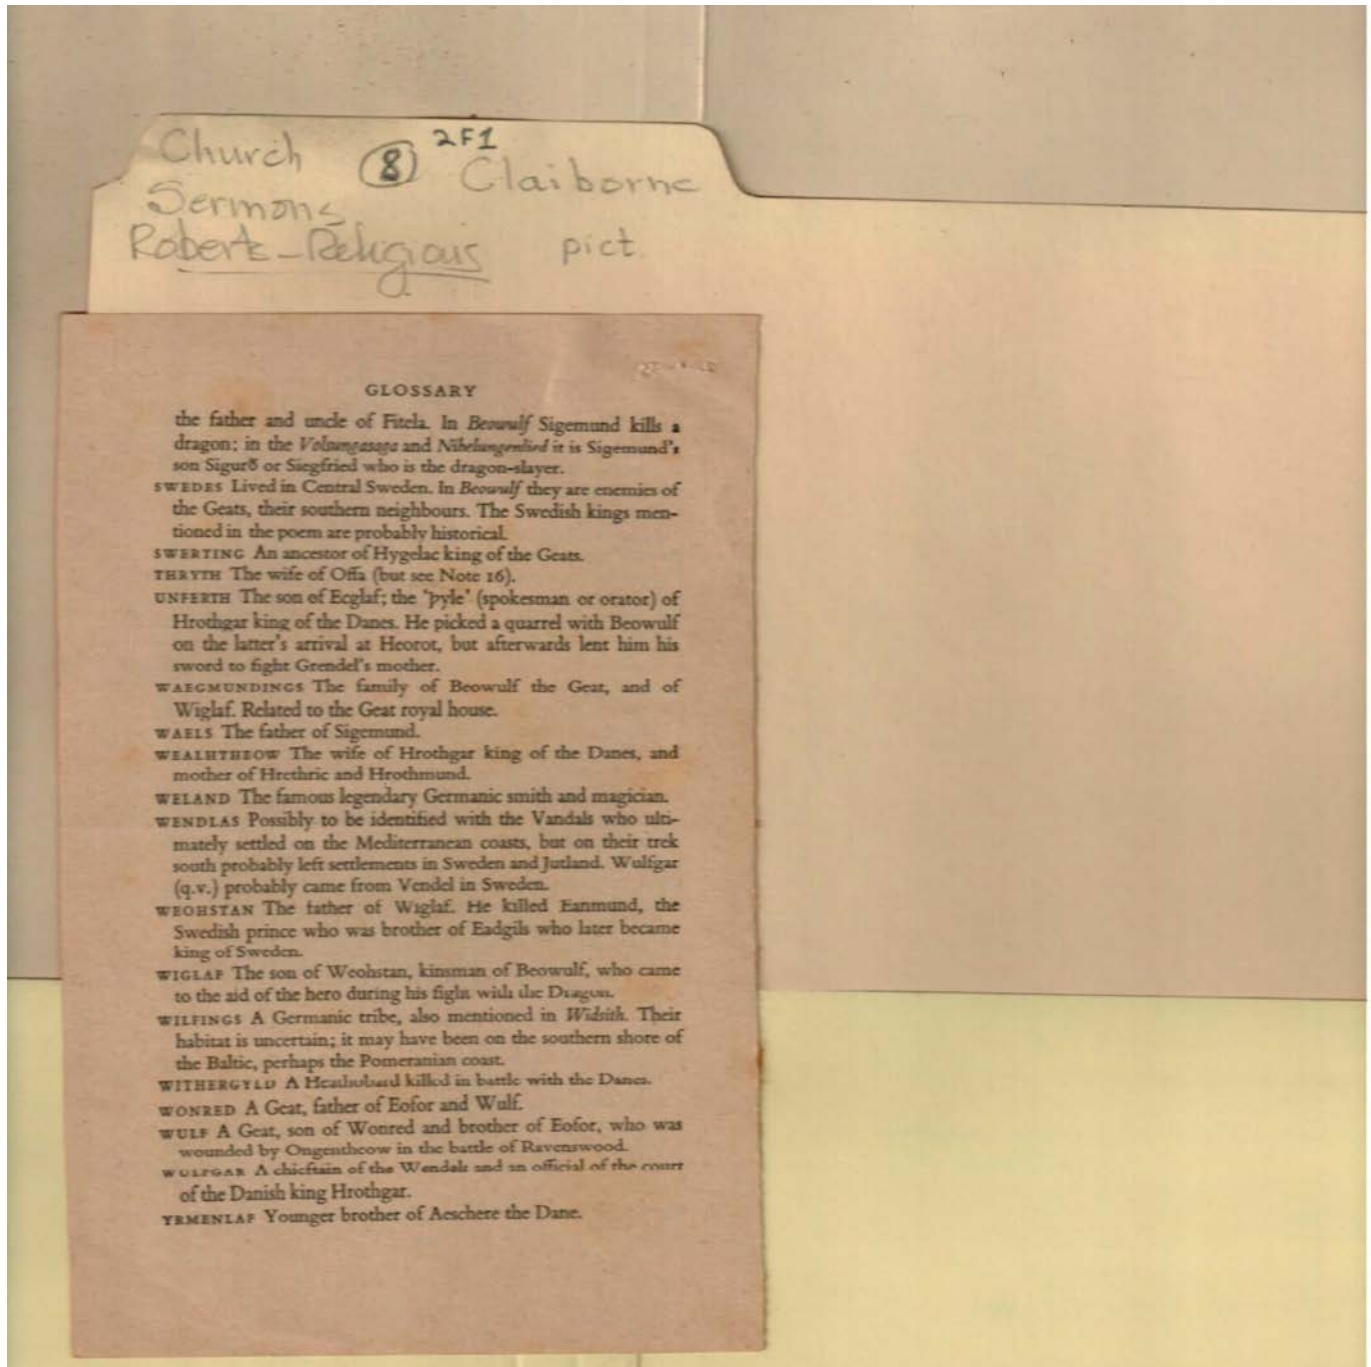 Church
⑧
2F1
Claiborne
Sermons
Roberts-Religious
pict.
GLOSSARY
the father and uncle of Fitela. In Beowulf Sigemund kills a
dragon; in the Volsungasaga and Nibelungenlied it is Sigemund's
son Sigurð or Siegfried who is the dragon-slayer.
SWEDES Lived in Central Sweden. In Beowulf they are enemies of
the Geats, their southern neighbours. The Swedish kings men-
tioned in the poem are probably historical.
SWERTING An ancestor of Hygelac king of the Geats.
THRYTH The wife of Offa (but see Note 16).
UNFERTH The son of Ecglaf; the 'þyle' (spokesman or orator) of
Hrothgar king of the Danes. He picked a quarrel with Beowulf
on the latter's arrival at Heorot, but afterwards lent him his
sword to fight Grendel's mother.
WAEGMUNDINGS The family of Beowulf the Geat, and of
Wiglaf. Related to the Geat royal house.
WAELS The father of Sigemund.
WEALHTHEOW The wife of Hrothgar king of the Danes, and
mother of Hrethric and Hrothmund.
WELAND The famous legendary Germanic smith and magician.
WENDLAS Possibly to be identified with the Vandals who ulti-
mately settled on the Mediterranean coasts, but on their trek
south probably left settlements in Sweden and Jutland. Wulfgar
(q.v.) probably came from Vendel in Sweden.
WEOHSTAN The father of Wiglaf. He killed Eanmund, the
Swedish prince who was brother of Eadgils who later became
king of Sweden.
WIGLAF The son of Weohstan, kinsman of Beowulf, who came
to the aid of the hero during his fight with the Dragon.
WILFINGS A Germanic tribe, also mentioned in Widsith. Their
habitat is uncertain; it may have been on the southern shore of
the Baltic, perhaps the Pomeranian coast.
WITHERGYLD A Heathobard killed in battle with the Danes.
WONRED A Geat, father of Eofor and Wulf.
WULF A Geat, son of Wonred and brother of Eofor, who was
wounded by Ongentheow in the battle of Ravenswood.
WULFGAR A chieftain of the Wendels and an official of the court
of the Danish king Hrothgar.
YRMENLAF Younger brother of Aeschere the Dane.